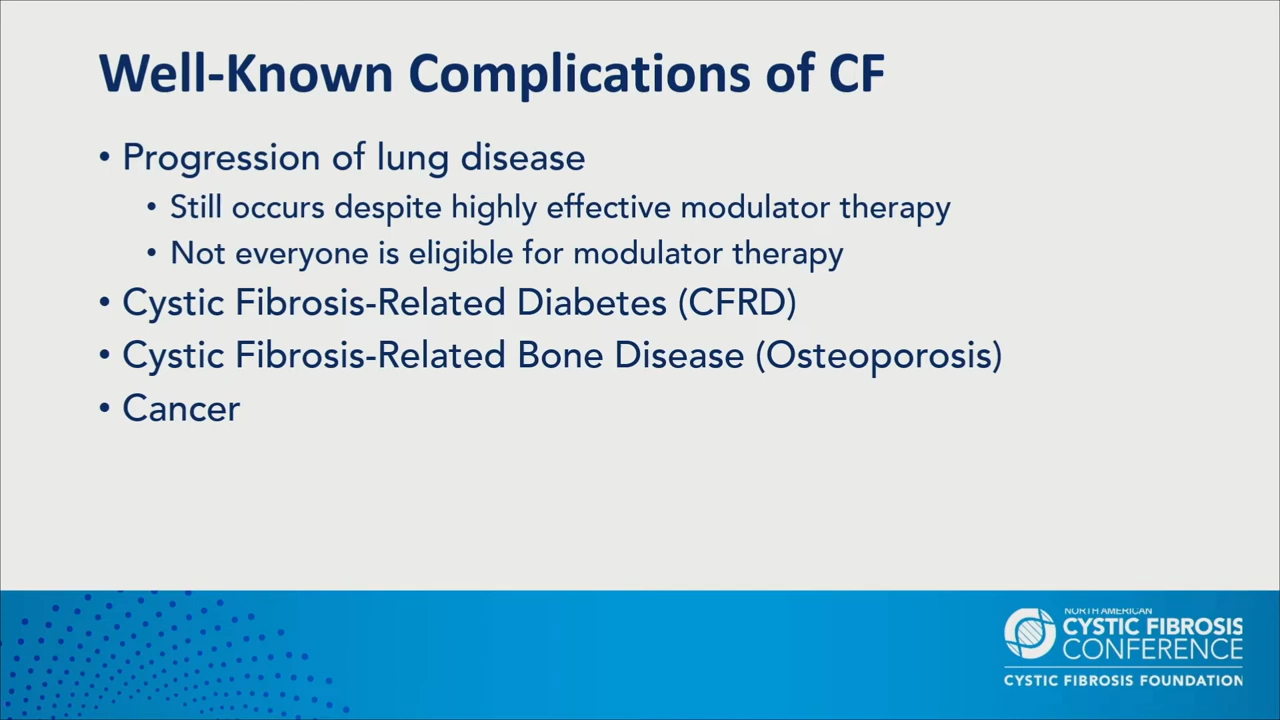 Well-Known Complications of CF
• Progression of lung disease
• Still occurs despite highly effective modulator therapy
• Not everyone is eligible for modulator therapy
• Cystic Fibrosis-Related Diabetes (CFRD)
• Cystic Fibrosis-Related Bone Disease (Osteoporosis)
• Cancer
NORTH AMERICAN
CYSTIC FIBROSIS
CONFERENCE
CYSTIC FIBROSIS FOUNDATION